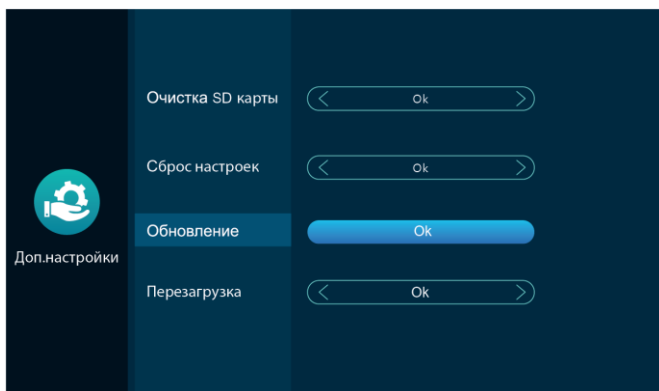 Очистка SD карты
Ok
Сброс настроек
Ok
Обновление
Ok
Доп.настройки
Перезагрузка
Ok